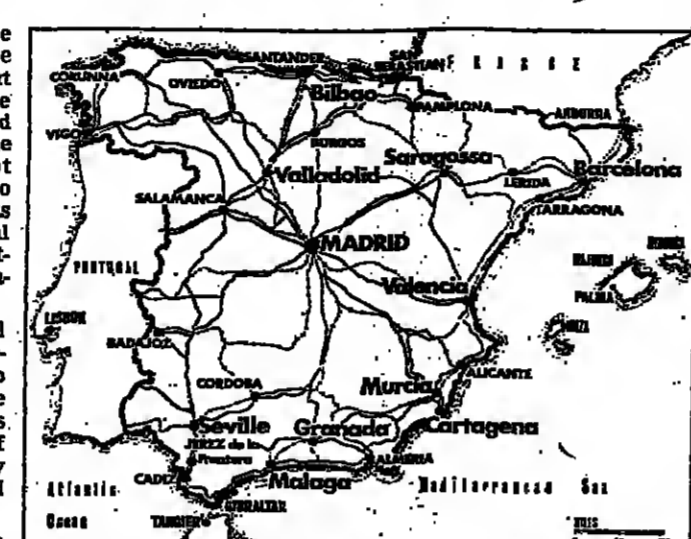 SANTANDER
SAN
SEBASTIAN
FRANCE
CORUNNA
OVIEDO
Bilbao
PAMPLONA
ANDORRA
VIGO
BURGOS
Saragossa
Valladolid
LERIDA
Barcelona
SALAMANCA
TARRAGONA
MADRID
PORTUGAL
Valencia
PALMA
LISBON
IBIZA
BADAJOZ
ALICANTE
CORDOBA
Murcia
Seville
Granada
Cartagena
JEREZ de la
Frontera
ALMERIA
CADIZ
Malaga
Atlantic
Ocean
Mediterranean Sea
GIBRALTAR
TANGIER